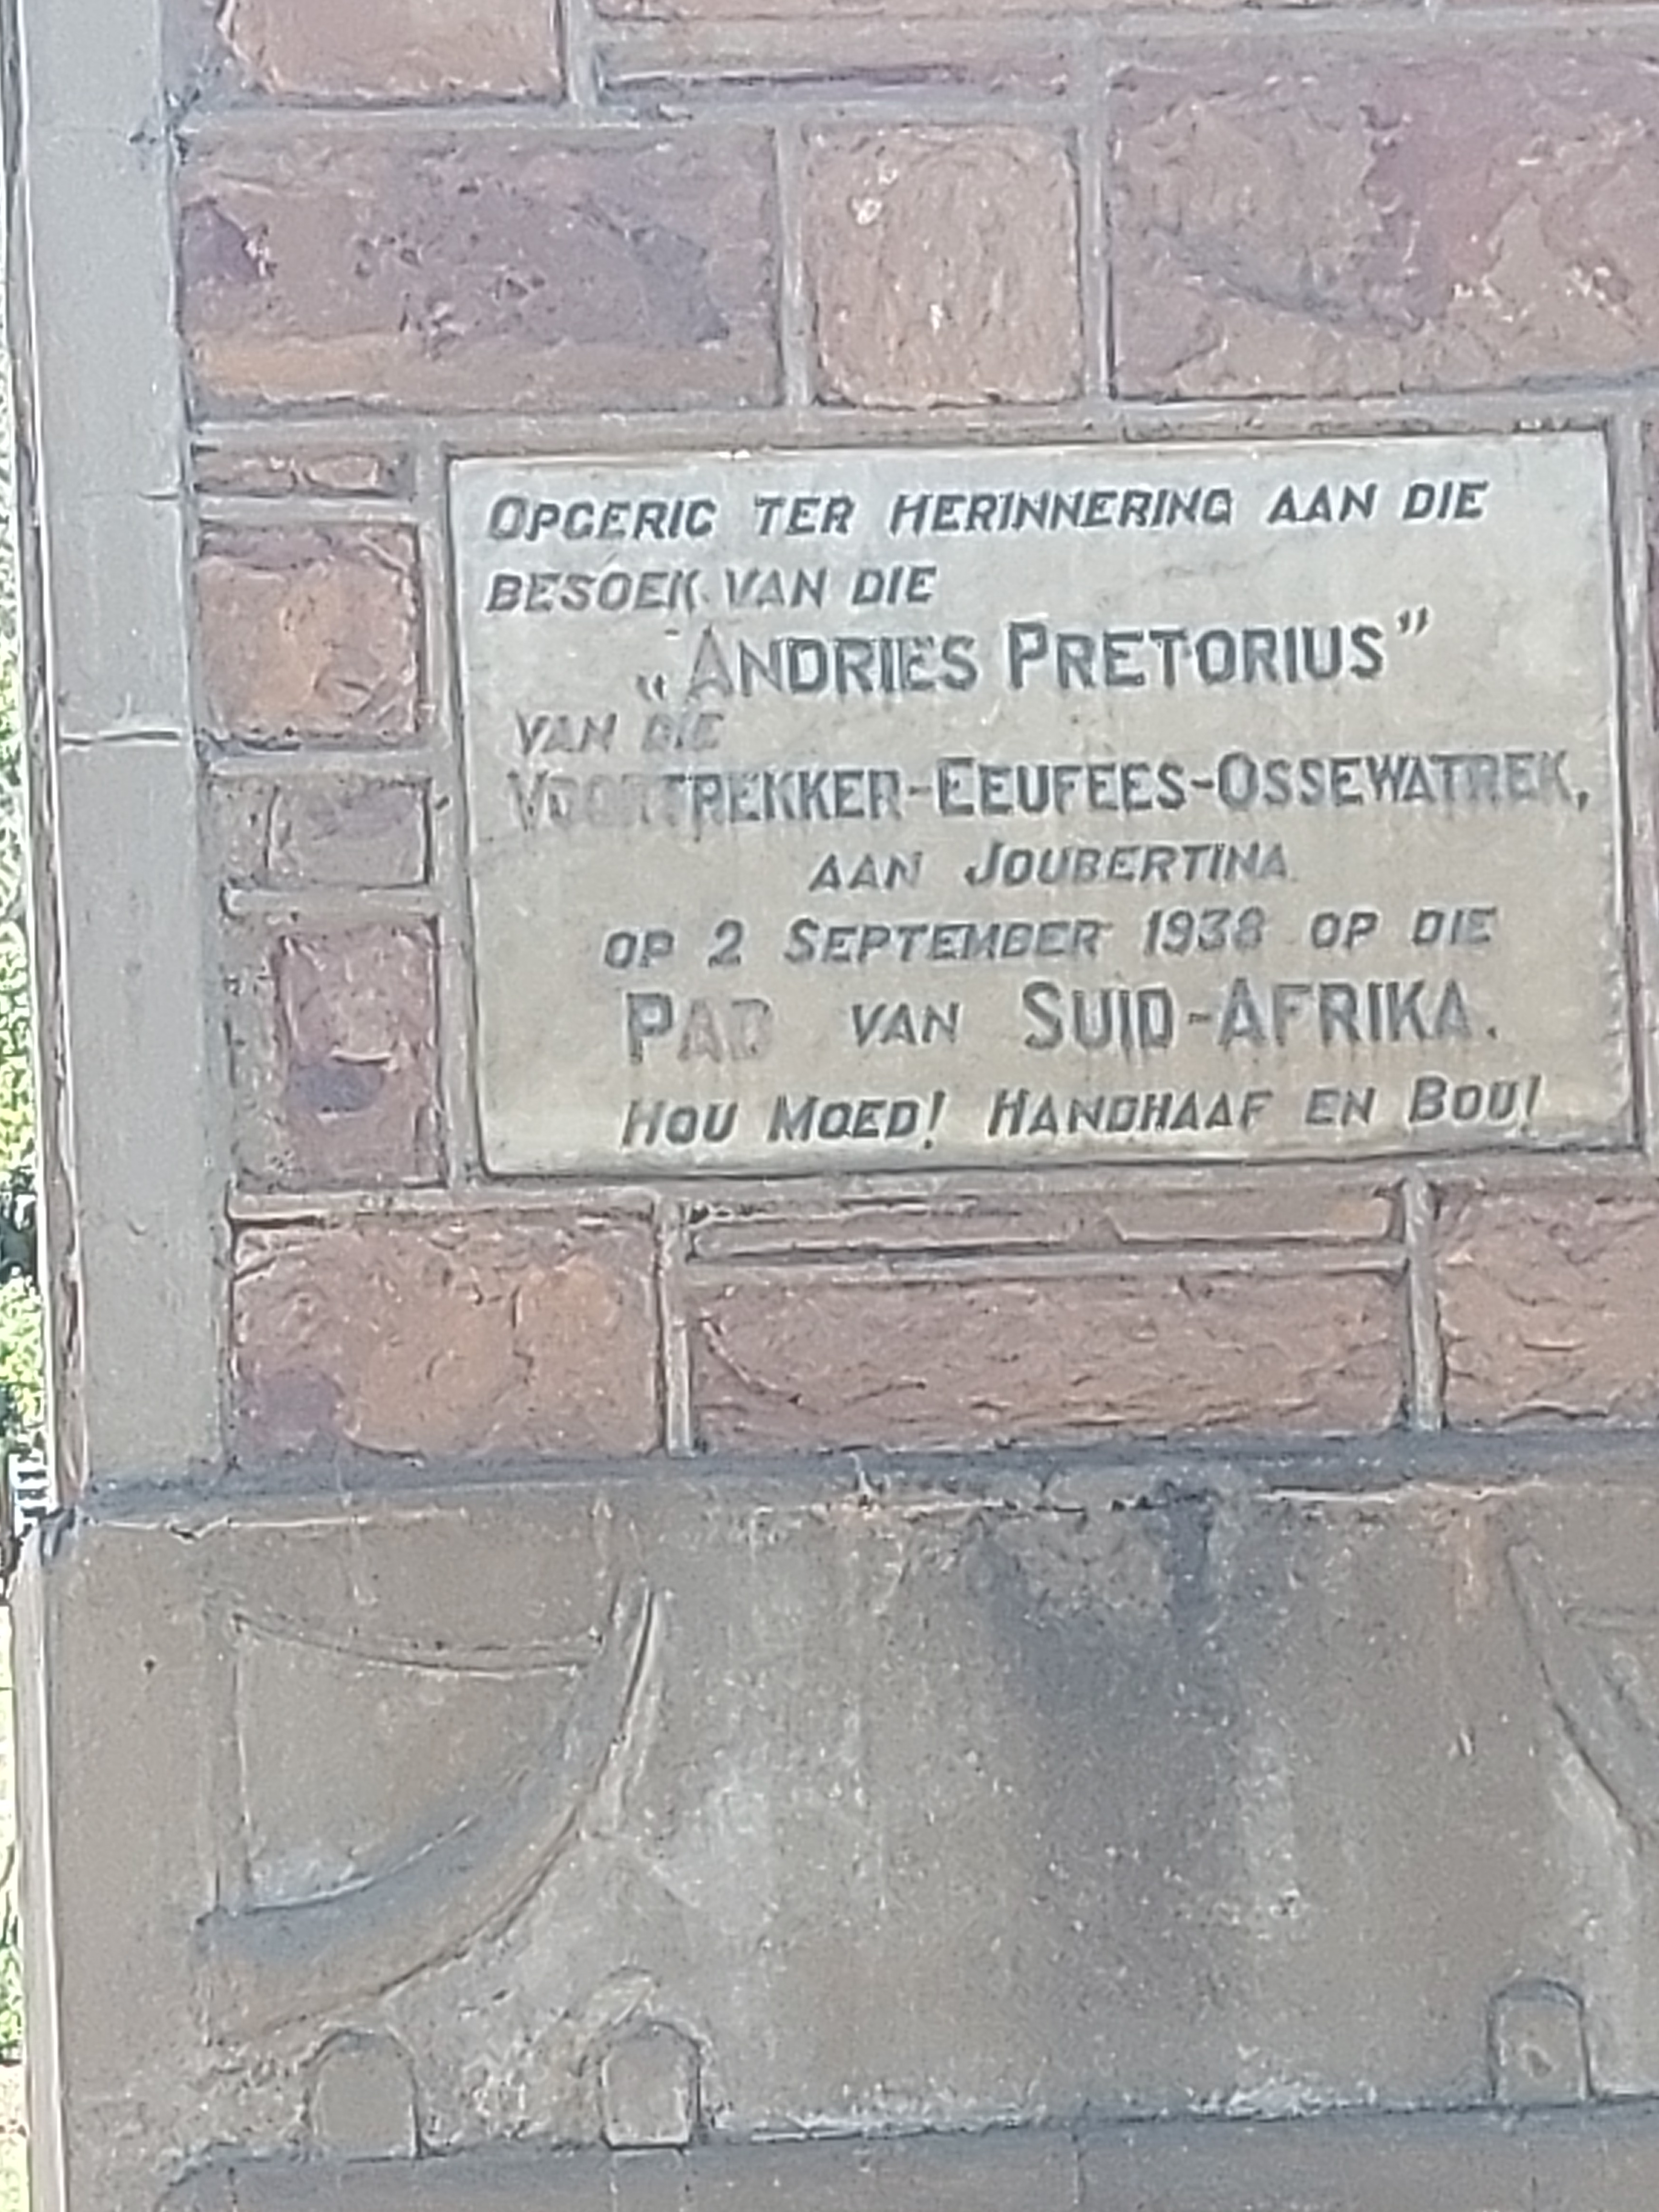 OPGERIG TER HERINNERING AAN DIE
BESOEK VAN DIE
„ANDRIES PRETORIUS”
VAN DIE
VOORTREKKER-EEUFEES-OSSEWATREK,
AAN JOUBERTINA
OP 2 SEPTEMBER 1938 OP DIE
PAD VAN SUID-AFRIKA.
HOU MOED! HANDHAAF EN BOU!